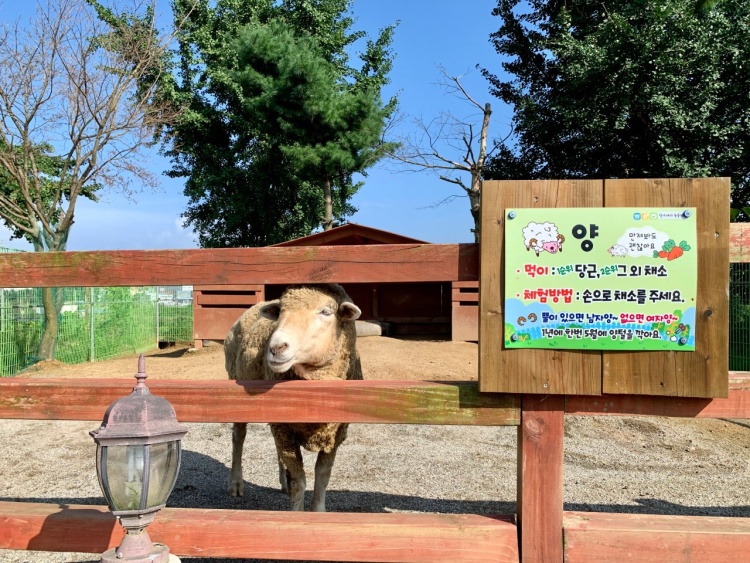 양
만져봐도
괜찮아요
• 먹이 : 1순위 당근, 2순위 그 외 채소
• 체험방법 : 손으로 채소를 주세요.
뿔이 있으면 남자양~ 없으면 여자양~
1년에 한번 5월에 양털을 깎아요.